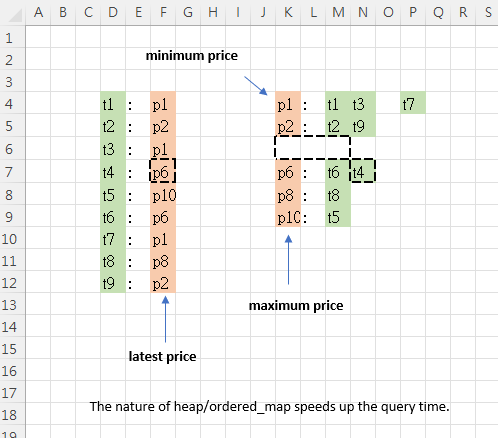 A B C D E F G H I J K L M N O P Q R S
1
2
minimum price
3
4 t1 : p1 p1 : t1 t3 t7
5 t2 : p2 p2 : t2 t9
6 t3 : p1
7 t4 : p6 p6 : t6 t4
8 t5 : p10 p8 : t8
9 t6 : p6 p10: t5
10 t7 : p1
11 t8 : p8
12 t9 : p2
13 maximum price
14
15 latest price
16
17
The nature of heap/ordered_map speeds up the query time.
18
19